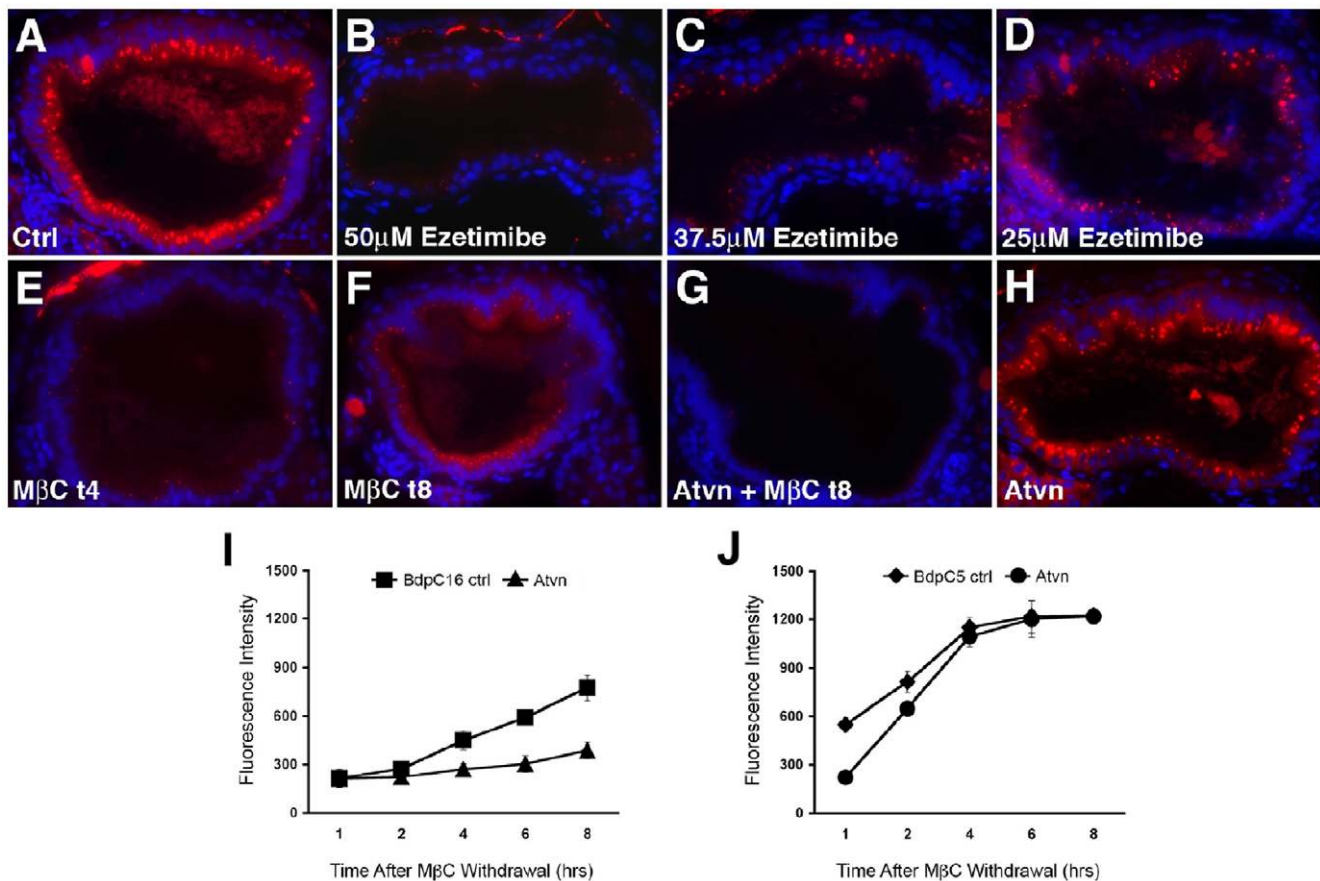 A
Ctrl
B
50μM Ezetimibe
C
37.5μM Ezetimibe
D
25μM Ezetimibe
E
MβC t4
F
MβC t8
G
Atvn + MβC t8
H
Atvn
I
BdpC16 ctrl Atvn
Fluorescence Intensity
1500
1200
900
600
300
0
1 2 4 6 8
Time After MβC Withdrawal (hrs)
J
BdpC5 ctrl Atvn
Fluorescence Intensity
1500
1200
900
600
300
0
1 2 4 6 8
Time After MβC Withdrawal (hrs)